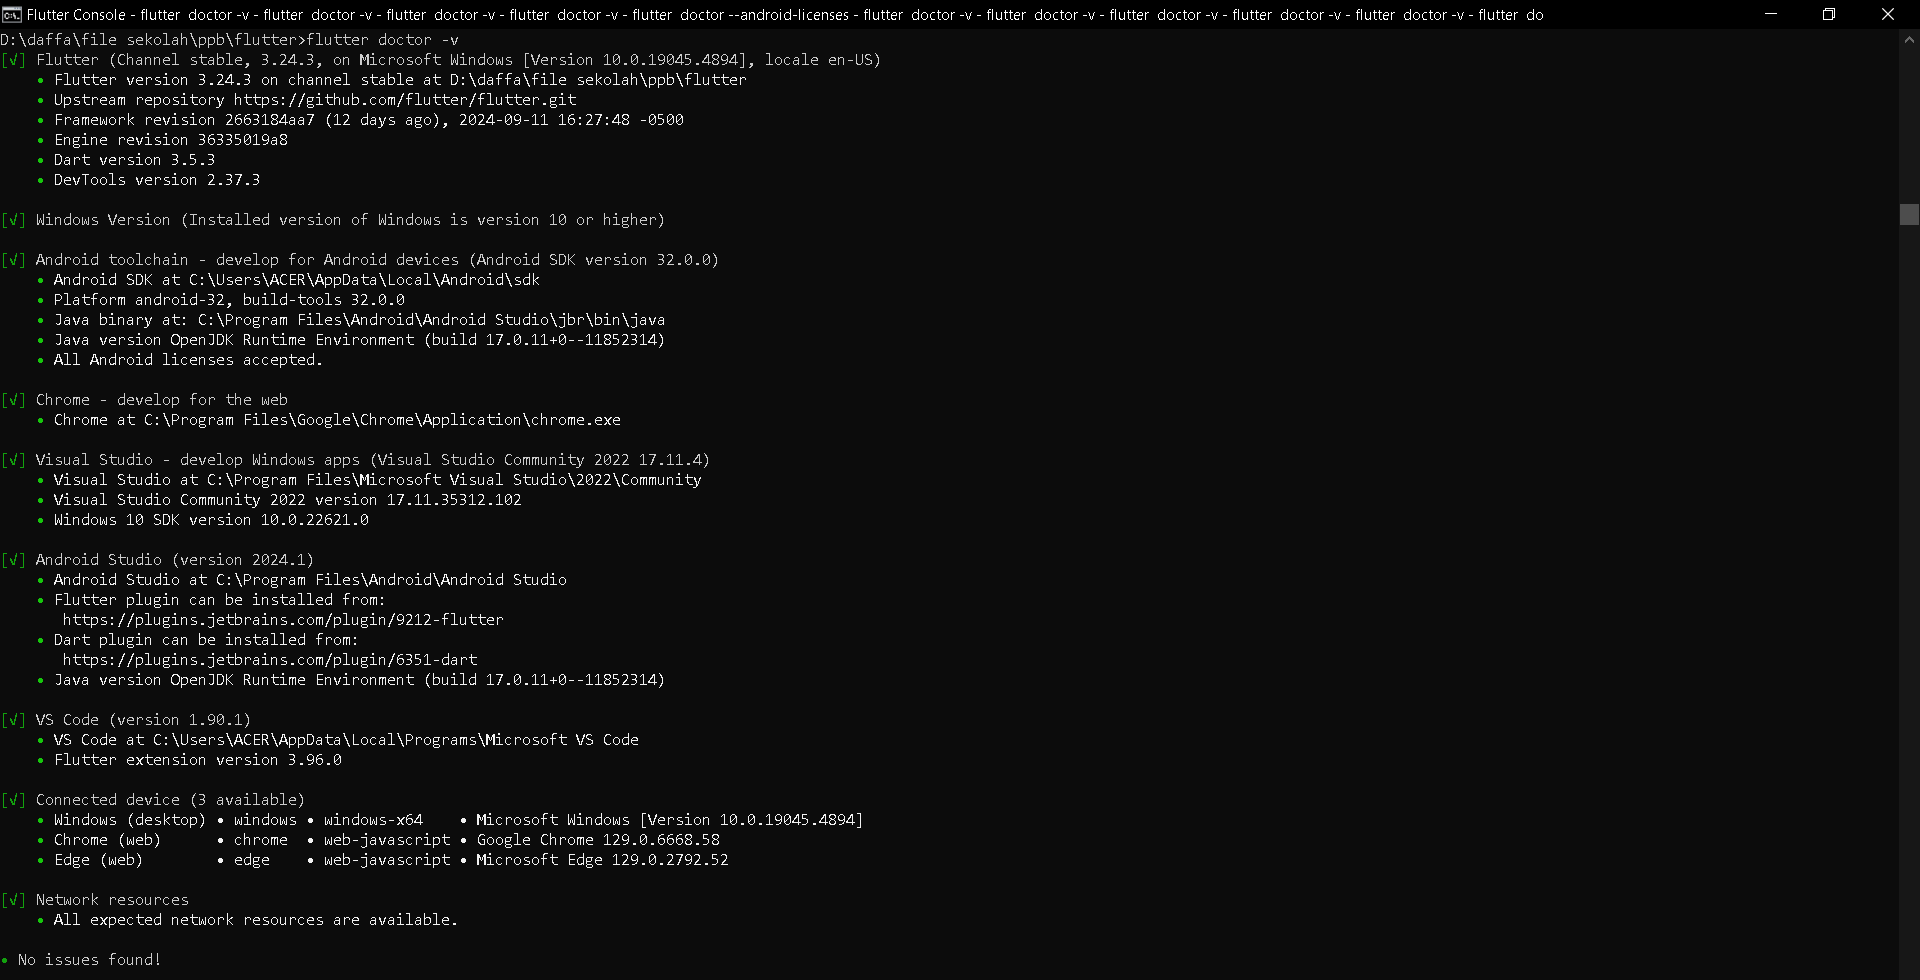 Flutter Console - flutter  doctor -v - flutter  doctor -v - flutter  doctor -v - flutter  doctor -v - flutter  doctor --android-licenses - flutter  doctor -v - flutter  doctor -v - flutter  doctor -v - flutter  doctor -v - flutter  doctor -v - flutter  do
D:\daffa\file sekolah\ppb\flutter>flutter doctor -v
[√] Flutter (Channel stable, 3.24.3, on Microsoft Windows [Version 10.0.19045.4894], locale en-US)
    • Flutter version 3.24.3 on channel stable at D:\daffa\file sekolah\ppb\flutter
    • Upstream repository https://github.com/flutter/flutter.git
    • Framework revision 2663184aa7 (12 days ago), 2024-09-11 16:27:48 -0500
    • Engine revision 36335019a8
    • Dart version 3.5.3
    • DevTools version 2.37.3
[√] Windows Version (Installed version of Windows is version 10 or higher)
[√] Android toolchain - develop for Android devices (Android SDK version 32.0.0)
    • Android SDK at C:\Users\ACER\AppData\Local\Android\sdk
    • Platform android-32, build-tools 32.0.0
    • Java binary at: C:\Program Files\Android\Android Studio\jbr\bin\java
    • Java version OpenJDK Runtime Environment (build 17.0.11+0--11852314)
    • All Android licenses accepted.
[√] Chrome - develop for the web
    • Chrome at C:\Program Files\Google\Chrome\Application\chrome.exe
[√] Visual Studio - develop Windows apps (Visual Studio Community 2022 17.11.4)
    • Visual Studio at C:\Program Files\Microsoft Visual Studio\2022\Community
    • Visual Studio Community 2022 version 17.11.35312.102
    • Windows 10 SDK version 10.0.22621.0
[√] Android Studio (version 2024.1)
    • Android Studio at C:\Program Files\Android\Android Studio
    • Flutter plugin can be installed from:
       https://plugins.jetbrains.com/plugin/9212-flutter
    • Dart plugin can be installed from:
       https://plugins.jetbrains.com/plugin/6351-dart
    • Java version OpenJDK Runtime Environment (build 17.0.11+0--11852314)
[√] VS Code (version 1.90.1)
    • VS Code at C:\Users\ACER\AppData\Local\Programs\Microsoft VS Code
    • Flutter extension version 3.96.0
[√] Connected device (3 available)
    • Windows (desktop) • windows • windows-x64    • Microsoft Windows [Version 10.0.19045.4894]
    • Chrome (web)      • chrome  • web-javascript • Google Chrome 129.0.6668.58
    • Edge (web)        • edge    • web-javascript • Microsoft Edge 129.0.2792.52
[√] Network resources
    • All expected network resources are available.
• No issues found!